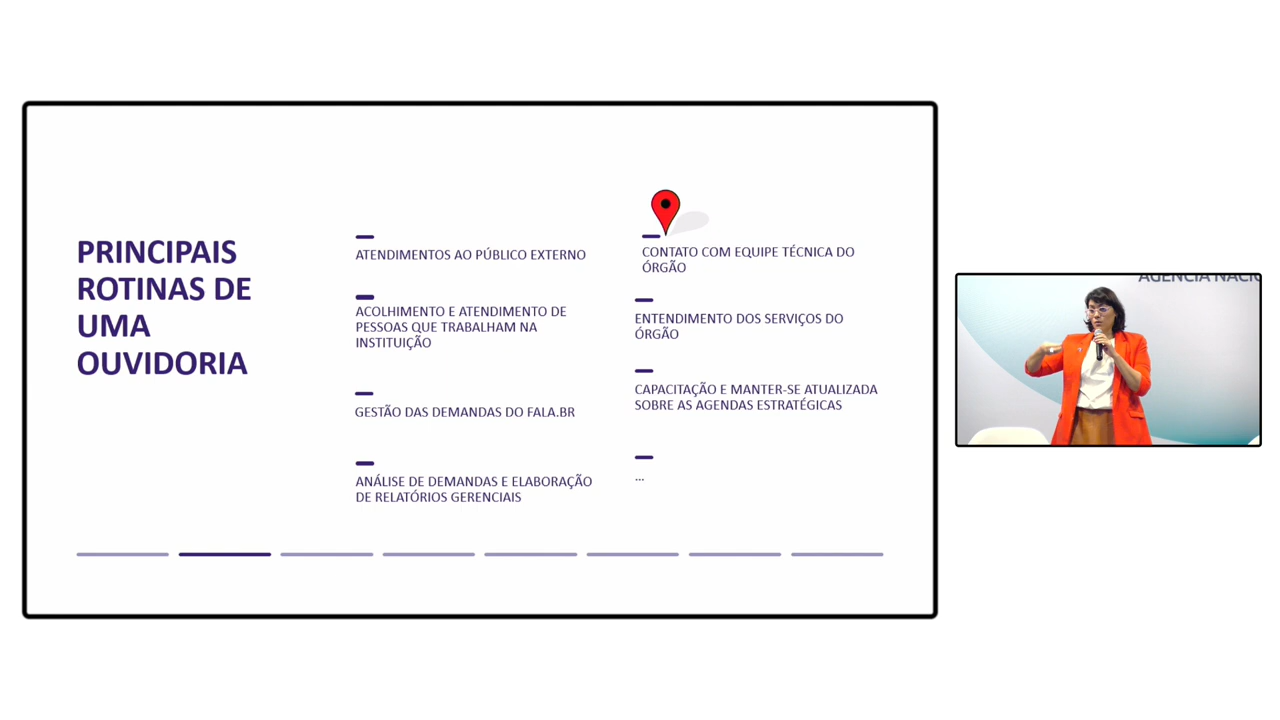 PRINCIPAIS
ROTINAS DE
UMA
OUVIDORIA
ATENDIMENTOS AO PÚBLICO EXTERNO
ACOLHIMENTO E ATENDIMENTO DE
PESSOAS QUE TRABALHAM NA
INSTITUIÇÃO
GESTÃO DAS DEMANDAS DO FALA.BR
ANÁLISE DE DEMANDAS E ELABORAÇÃO
DE RELATÓRIOS GERENCIAIS
CONTATO COM EQUIPE TÉCNICA DO
ÓRGÃO
ENTENDIMENTO DOS SERVIÇOS DO
ÓRGÃO
CAPACITAÇÃO E MANTER-SE ATUALIZADA
SOBRE AS AGENDAS ESTRATÉGICAS
...
AGENCIA NACIO